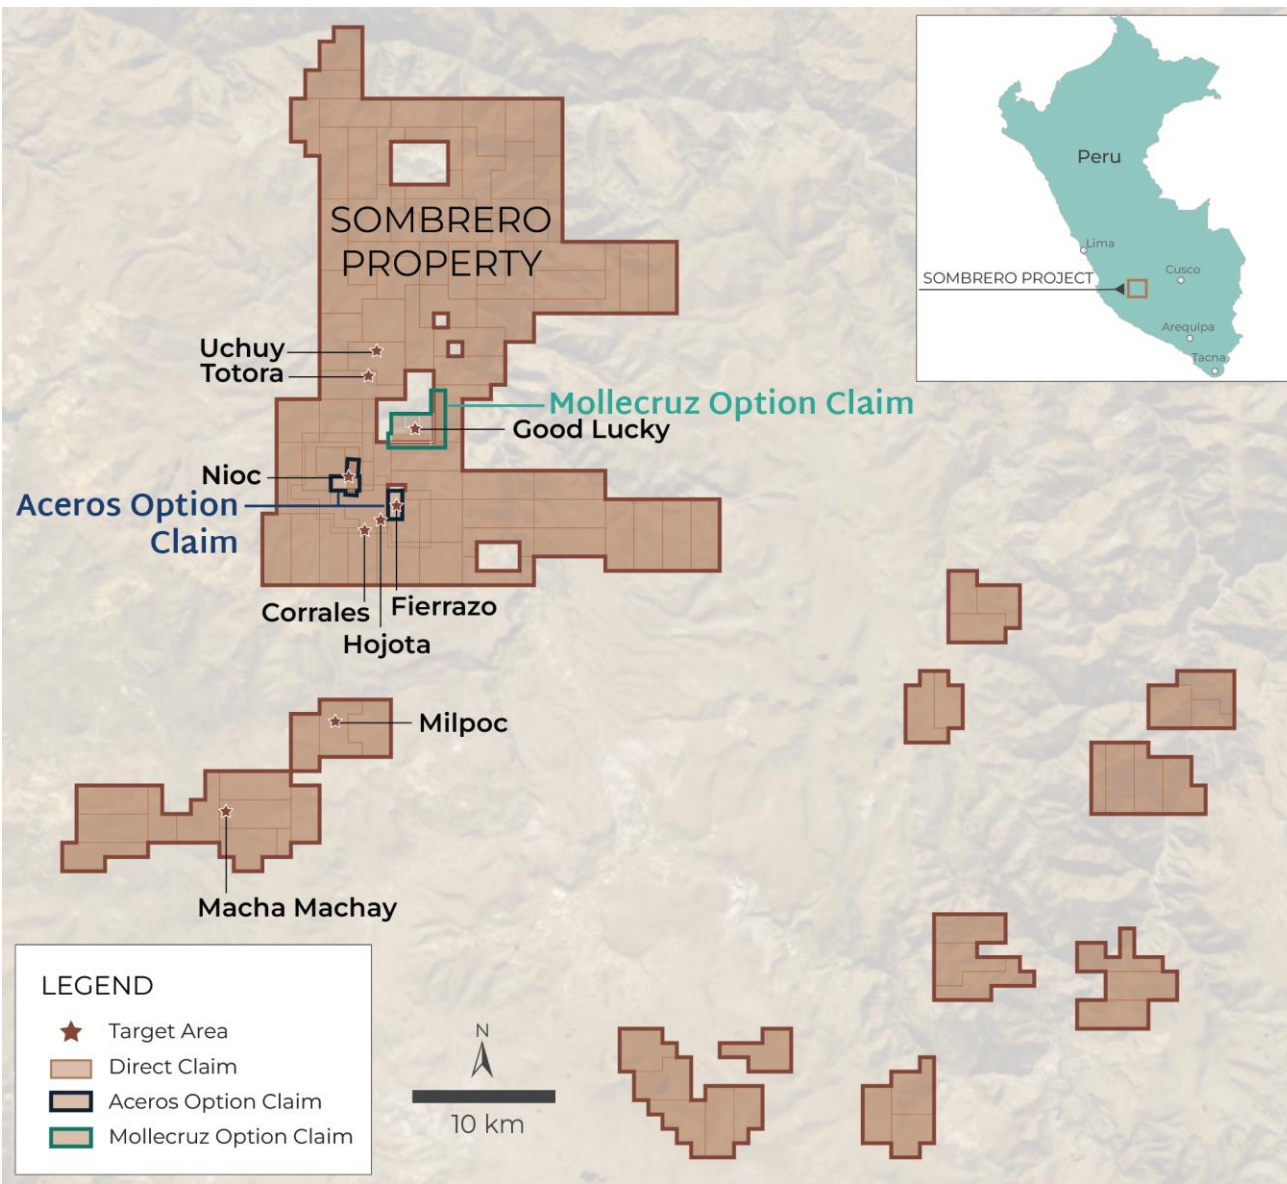 Peru
Lima
SOMBRERO PROJECT
Cusco
Arequipa
Tacna
SOMBRERO
PROPERTY
Uchuy
Totora
Mollecruz Option Claim
Good Lucky
Nioc
Aceros Option
Claim
Corrales
Fierrazo
Hojota
Milpoc
Macha Machay
LEGEND
Target Area
Direct Claim
Aceros Option Claim
Mollecruz Option Claim
N
10 km